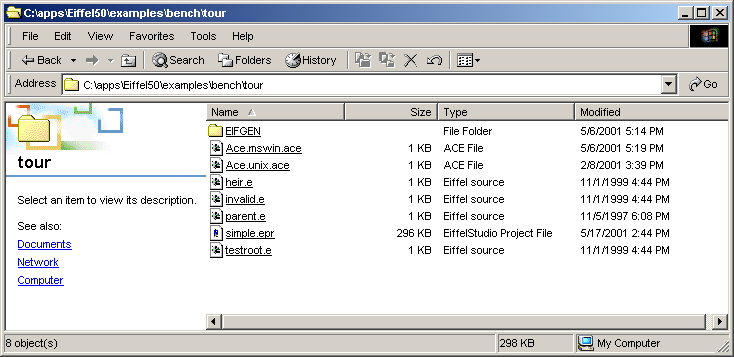 C:\apps\Eiffel50\examples\bench\tour
File Edit View Favorites Tools Help
Back Search Folders History
Address C:\apps\Eiffel50\examples\bench\tour Go
tour
Select an item to view its description.
See also:
Documents
Network
Computer
Name Size Type Modified
EIFGEN File Folder 5/6/2001 5:14 PM
Ace.mswin.ace 1 KB ACE File 5/6/2001 5:19 PM
Ace.unix.ace 1 KB ACE File 2/8/2001 3:39 PM
heir.e 1 KB Eiffel source 11/1/1999 4:44 PM
invalid.e 1 KB Eiffel source 11/1/1999 4:44 PM
parent.e 1 KB Eiffel source 11/5/1997 6:08 PM
simple.epr 296 KB EiffelStudio Project File 5/17/2001 2:44 PM
testroot.e 1 KB Eiffel source 11/1/1999 4:44 PM
8 object(s) 298 KB My Computer